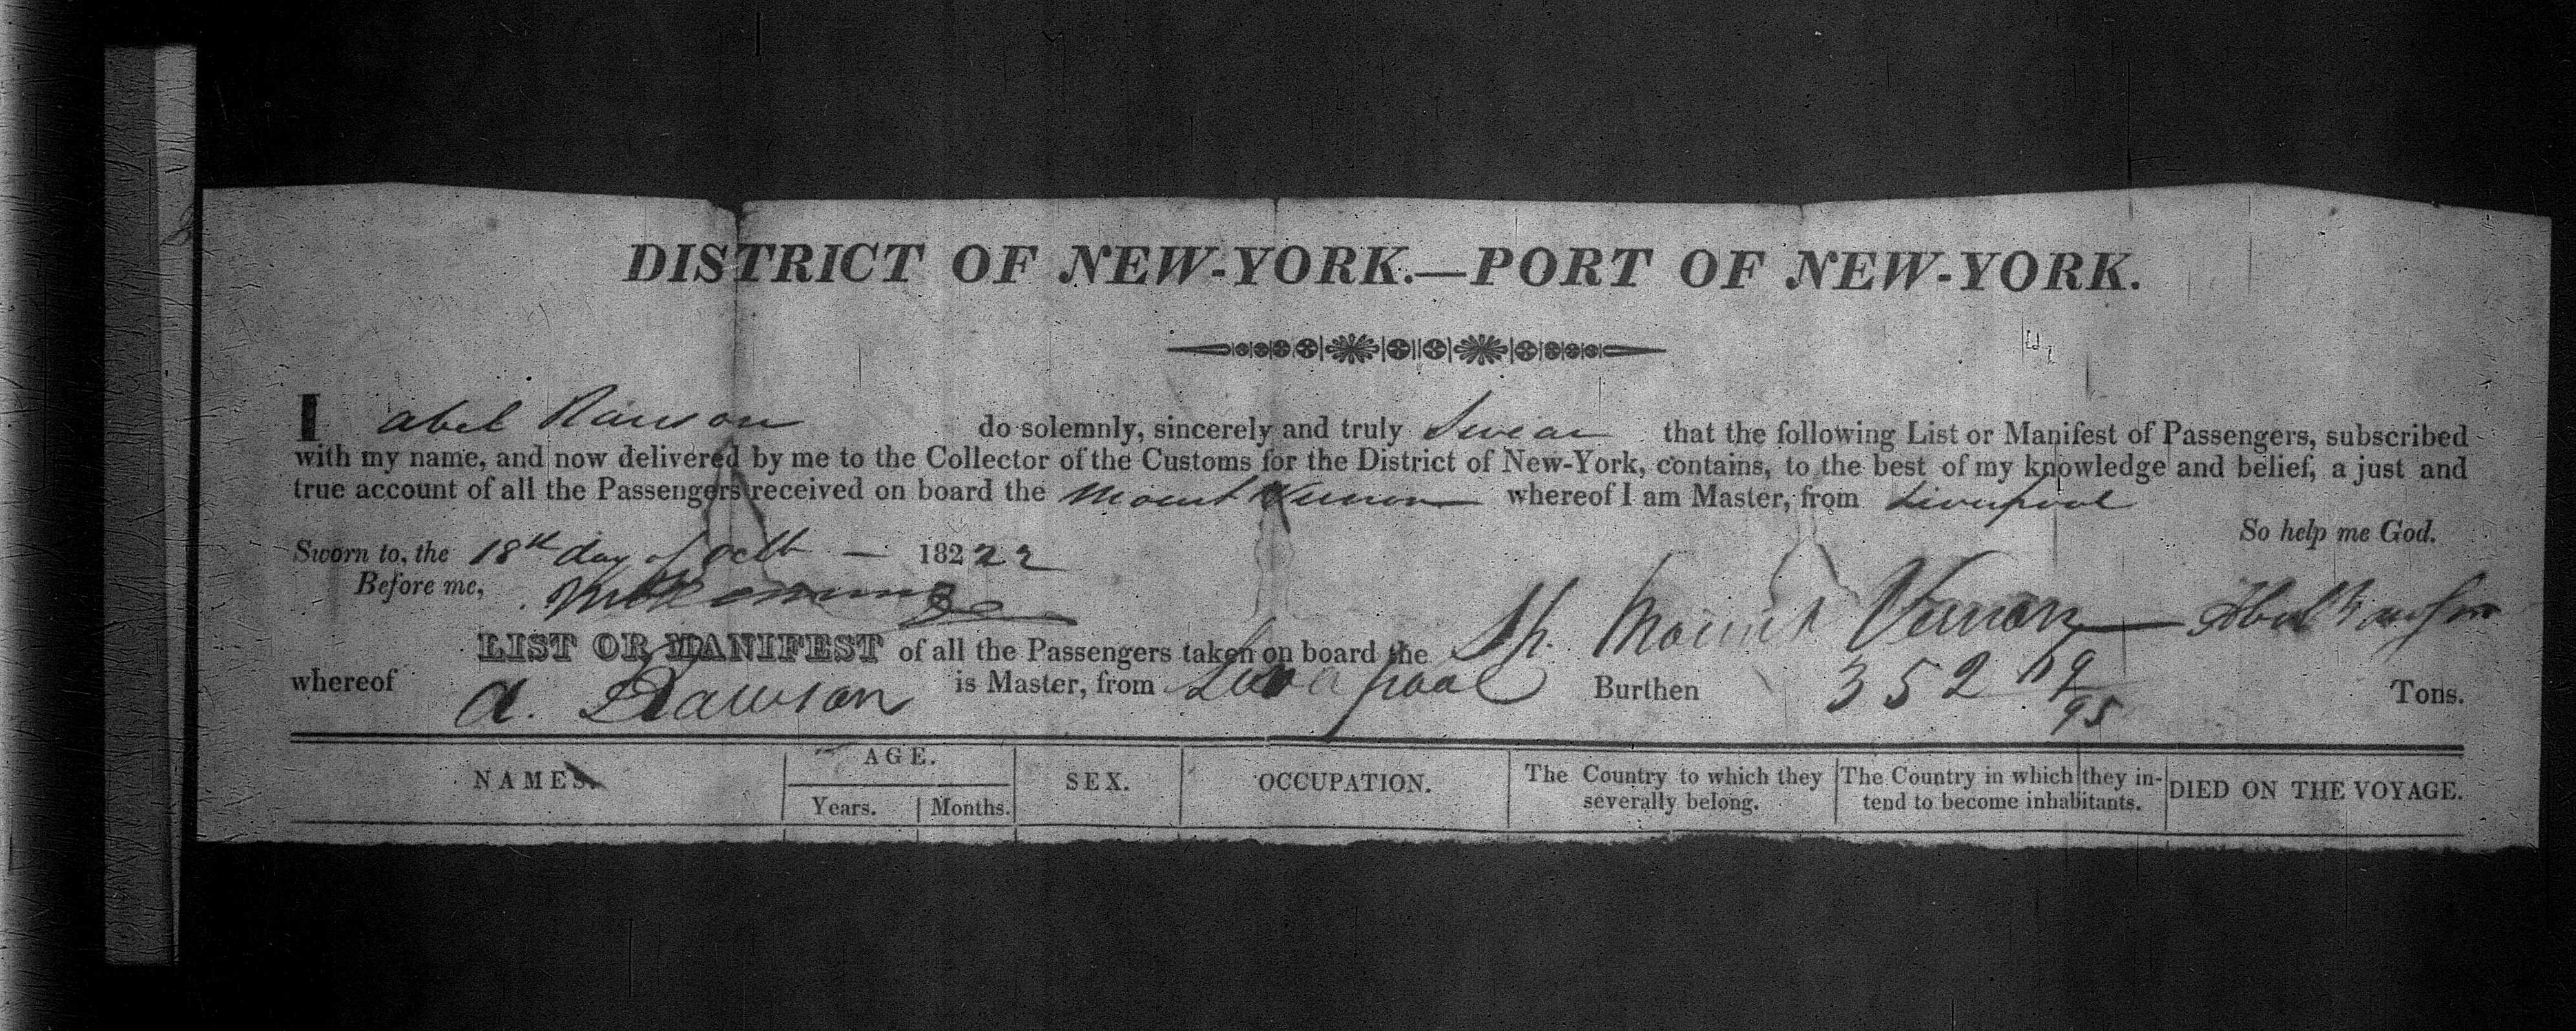 DISTRICT OF NEW-YORK.—PORT OF NEW-YORK.
I abel Rawson do solemnly, sincerely and truly Swear that the following List or Manifest of Passengers, subscribed
with my name, and now delivered by me to the Collector of the Customs for the District of New-York, contains, to the best of my knowledge and belief, a just and
true account of all the Passengers received on board the Mount Vernon whereof I am Master, from Liverpool
So help me God.
Sworn to, the 18th day of Octb — 18222
Before me,
Sh. Mount Vernon
LIST OR MANIFEST of all the Passengers taken on board the
whereof a. Rawson is Master, from Liverpool Burthen 352 19/95 Tons.
NAMES. AGE. SEX. OCCUPATION. The Country to which they severally belong. The Country in which they intend to become inhabitants. DIED ON THE VOYAGE.
Years. Months.